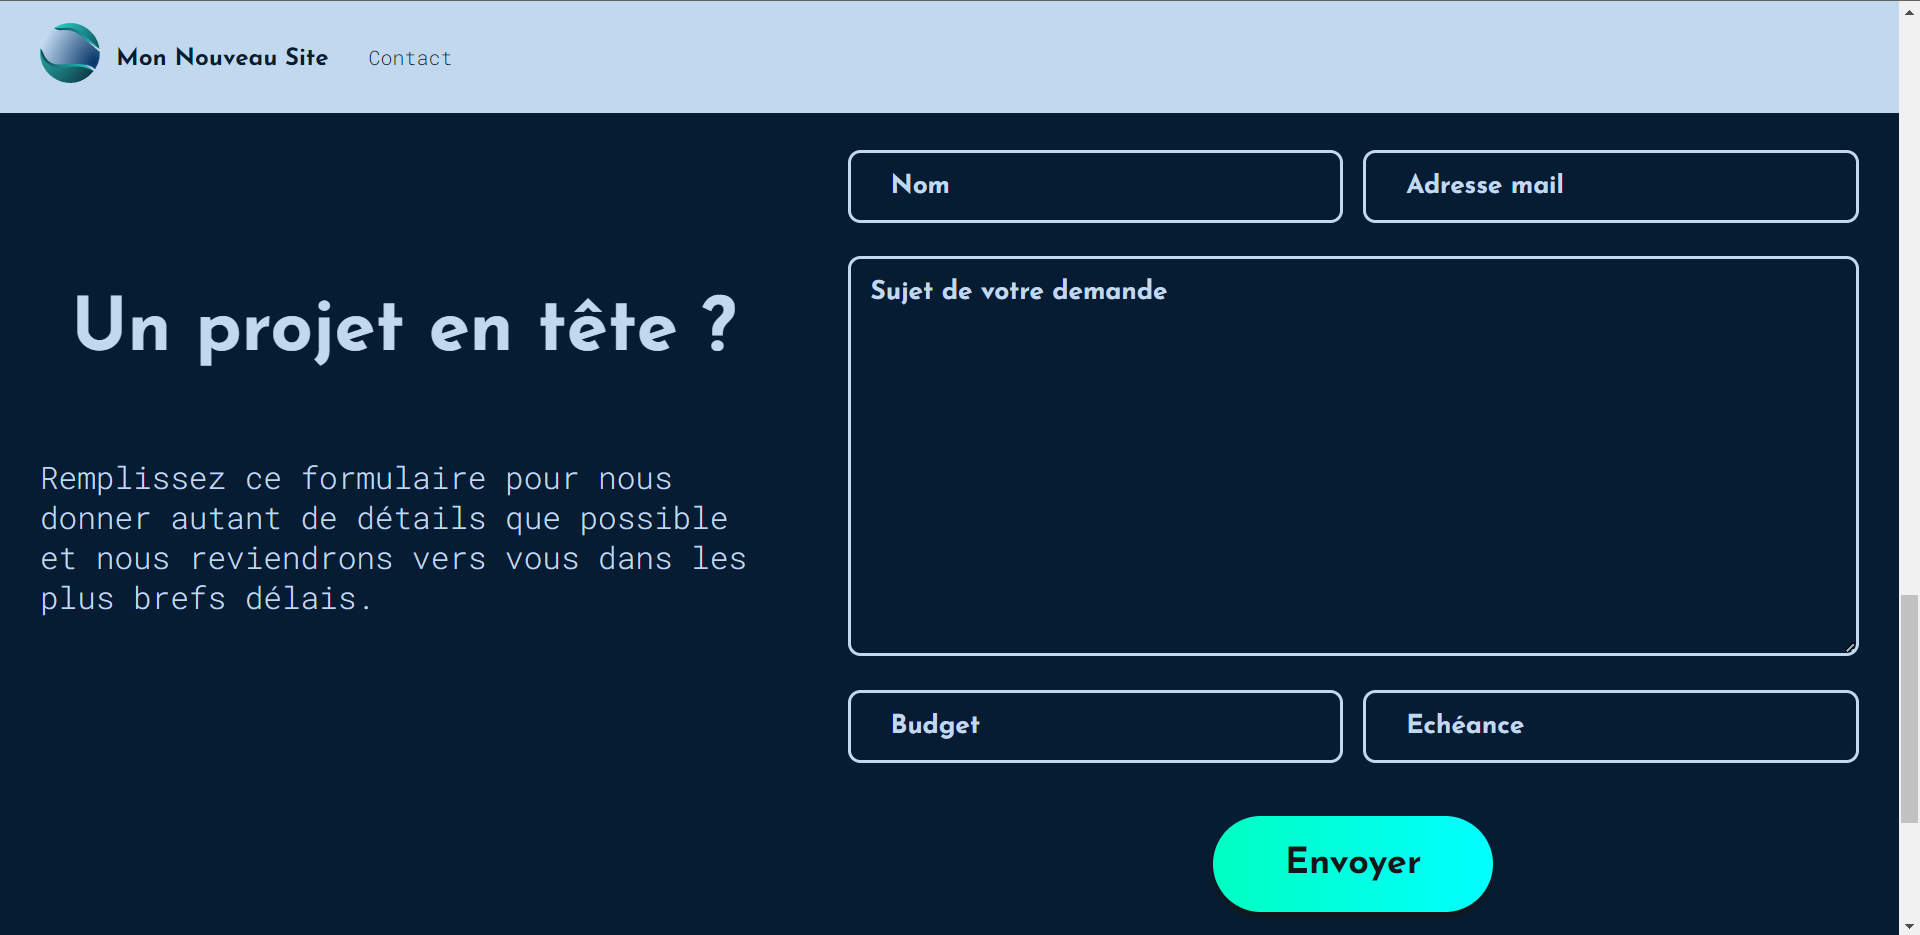 Mon Nouveau Site
Contact
Nom
Adresse mail
Un projet en tête ?
Remplissez ce formulaire pour nous
donner autant de détails que possible
et nous reviendrons vers vous dans les
plus brefs délais.
Sujet de votre demande
Budget
Echéance
Envoyer